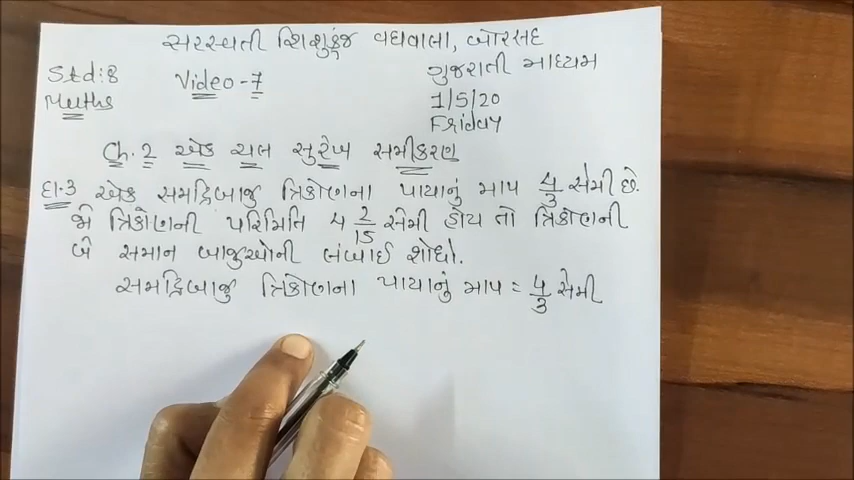 સરસ્વતી શિશુકુંજ વઘવાલા, બોરસદ
Std:8 Video-7 ગુજરાતી માધ્યમ
Maths 1/5/20
Friday
Ch. 2 એક ચલ સુરેખ સમીકરણ
દા.3 એક સમદ્વિબાજુ ત્રિકોણના પાયાનું માપ 4/3 સેમી છે.
જો ત્રિકોણની પરિમિતિ 4 2/15 સેમી હોય તો ત્રિકોણની
બે સમાન બાજુઓની લંબાઈ શોધો.
સમદ્વિબાજુ ત્રિકોણના પાયાનું માપ = 4/3 સેમી